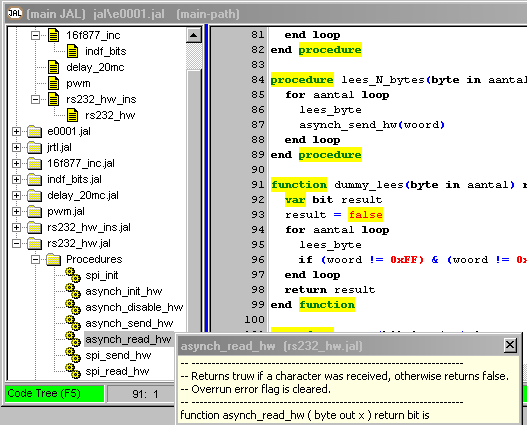 JAL (main JAL) jal\e0001.jal (main-path)
16f877_inc
indf_bits
delay_20mc
pwm
rs232_hw_ins
rs232_hw
e0001.jal
jrtl.jal
16f877_inc.jal
indf_bits.jal
delay_20mc.jal
pwm.jal
rs232_hw_ins.jal
rs232_hw.jal
Procedures
spi_init
asynch_init_hw
asynch_disable_hw
asynch_send_hw
asynch_read_hw
spi_send_hw
spi_read_hw
Code Tree (F5) 91: 1
81 end loop
82 end procedure
83
84 procedure lees_N_bytes(byte in aantal
85 for aantal loop
86 lees_byte
87 asynch_send_hw(woord)
88 end loop
89 end procedure
90
91 function dummy_lees(byte in aantal) r
92 var bit result
93 result = false
94 for aantal loop
95 lees_byte
96 if (woord != 0xFF) & (woord != 0x
97 end loop
98 return result
99 end function
100
asynch_read_hw (rs232_hw.jal)
-- ----------------------------------------------------------
-- Returns truw if a character was received, otherwise returns false.
-- Overrun error flag is cleared.
-- ----------------------------------------------------------
function asynch_read_hw ( byte out x ) return bit is